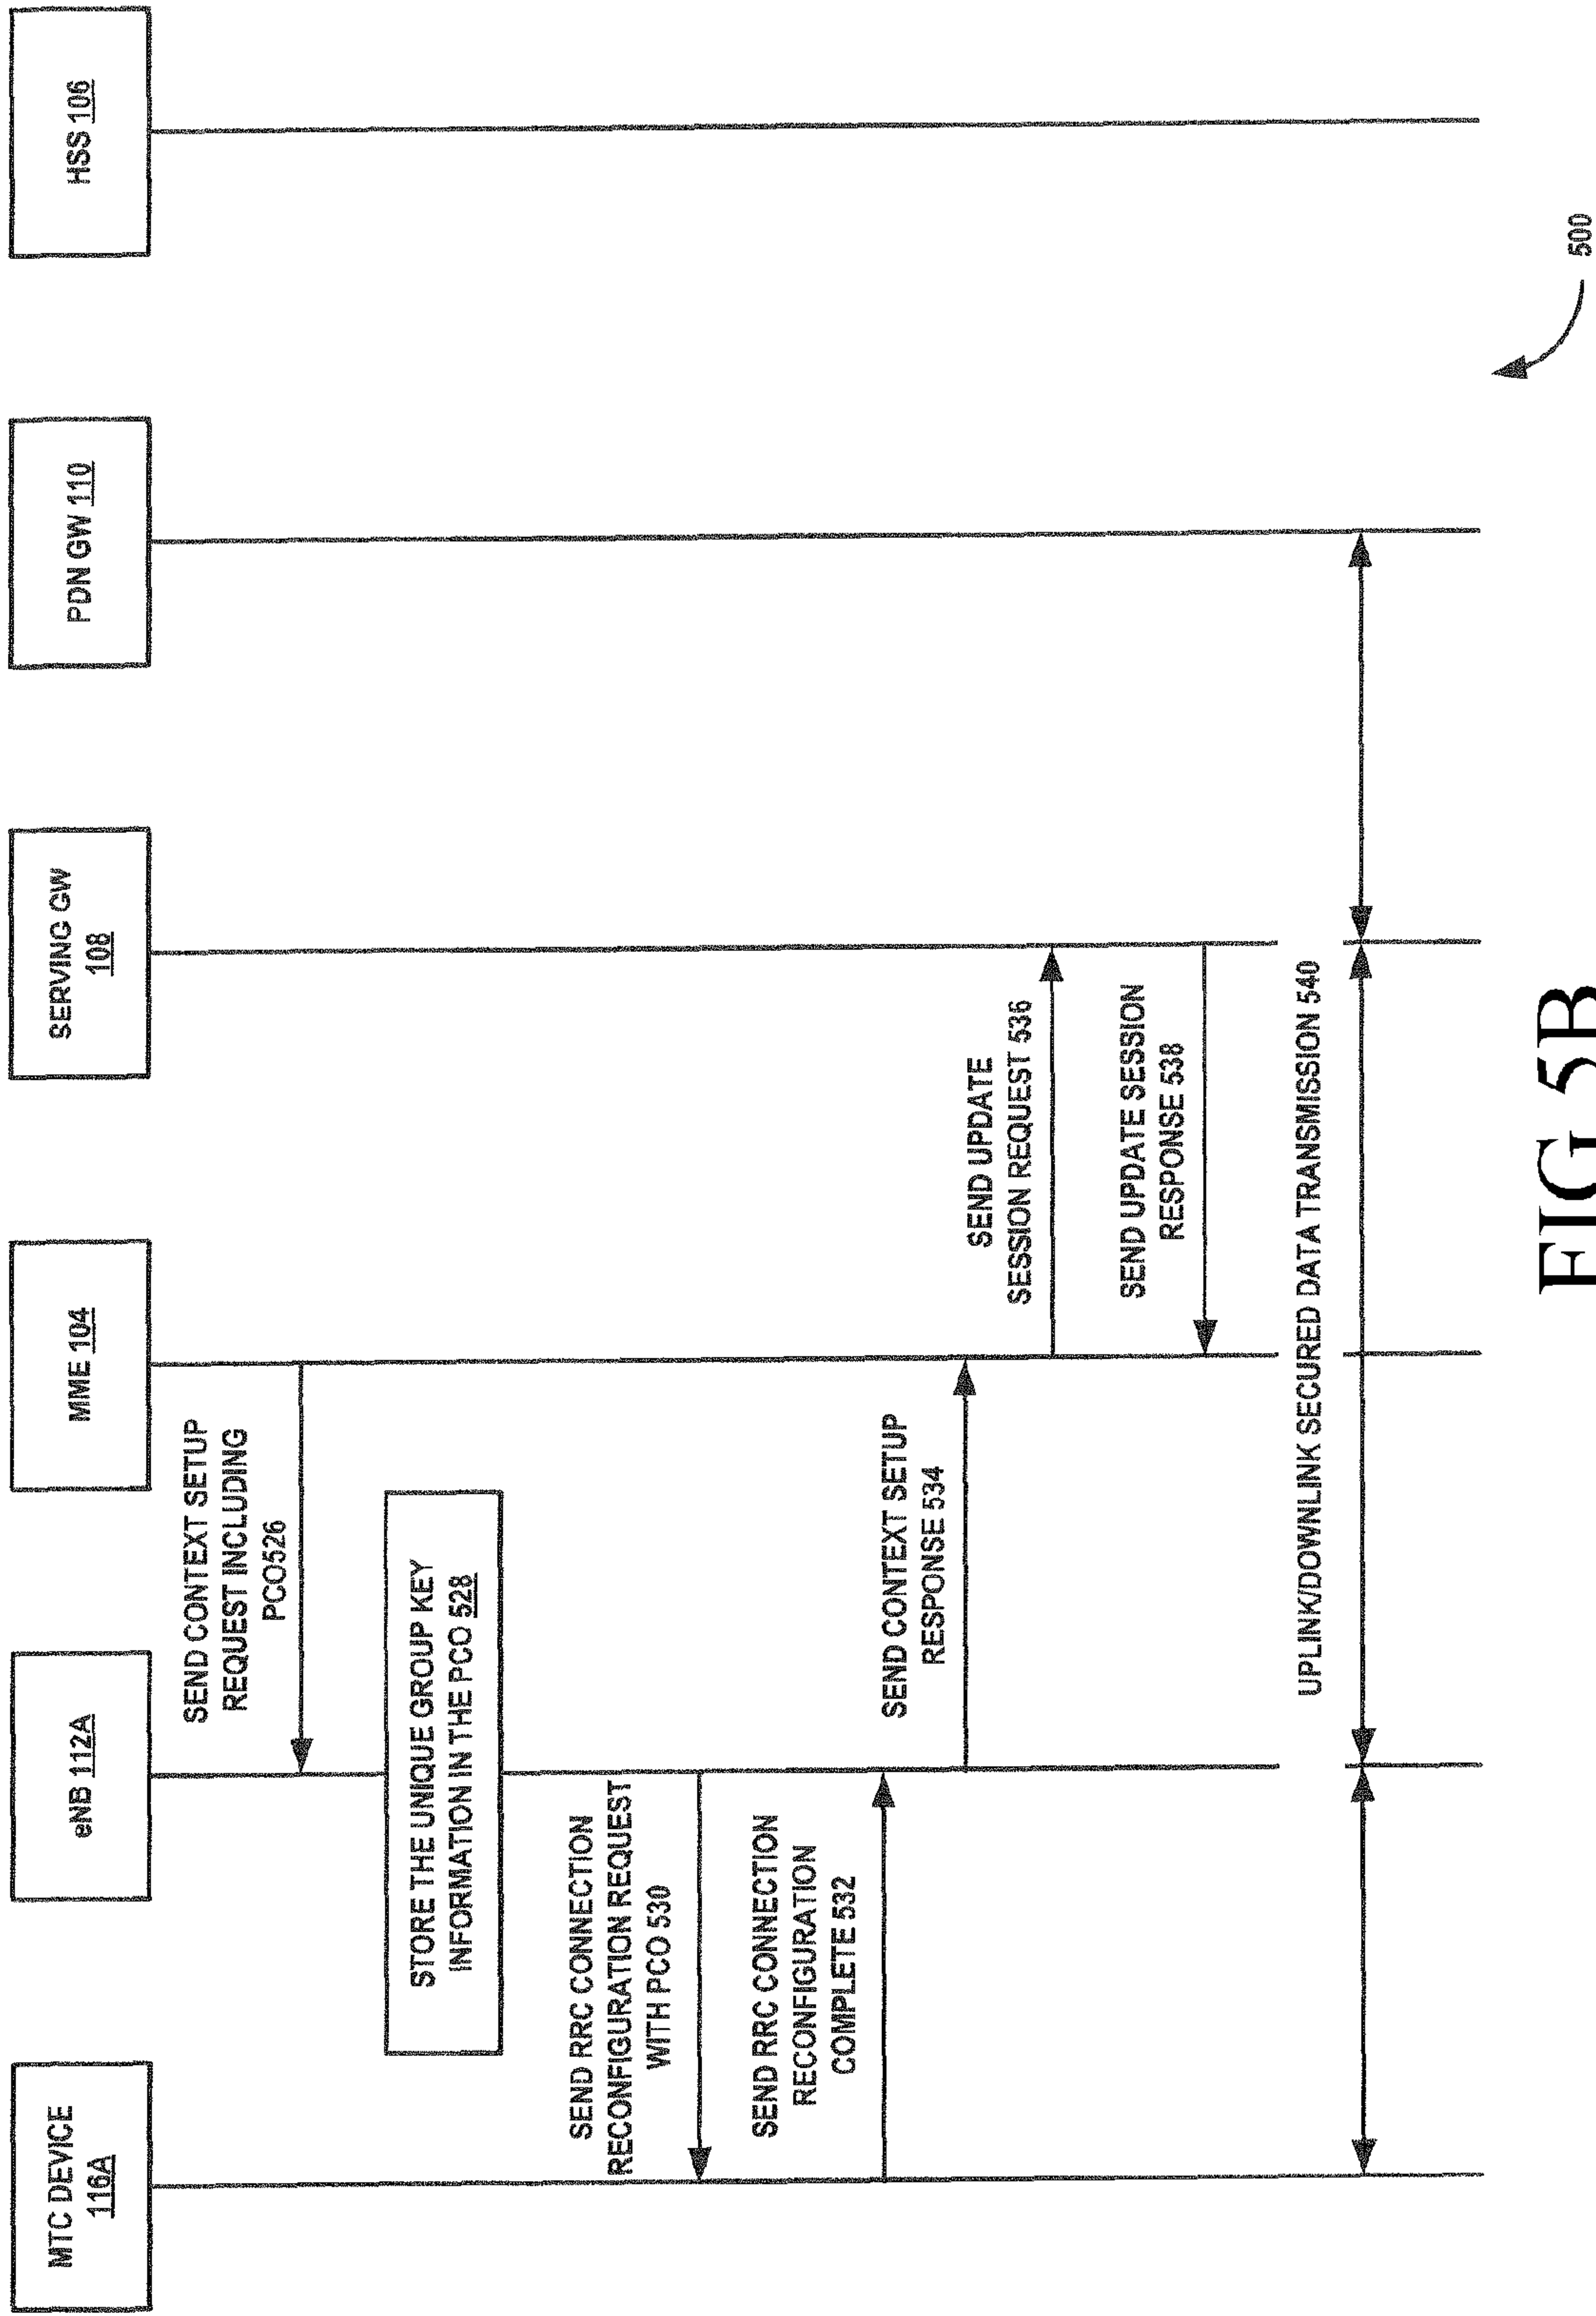 MTC DEVICE
116A
eNB 112A
MME 104
SERVING GW
108
PDN GW 110
HSS 106
SEND CONTEXT SETUP
REQUEST INCLUDING
PCO526
STORE THE UNIQUE GROUP KEY
INFORMATION IN THE PCO 528
SEND RRC CONNECTION
RECONFIGURATION REQUEST
WITH PCO 530
SEND RRC CONNECTION
RECONFIGURATION
COMPLETE 532
SEND CONTEXT SETUP
RESPONSE 534
SEND UPDATE
SESSION REQUEST 536
SEND UPDATE SESSION
RESPONSE 538
UPLINK/DOWNLINK SECURED DATA TRANSMISSION 540
500
FIG 5B